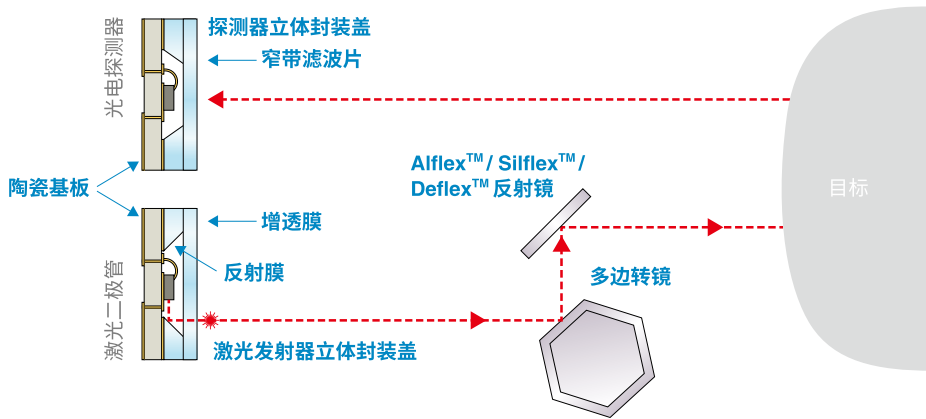 探测器立体封装盖
窄带滤波片
光电探测器
Alflex™ / Silflex™ /
Deflex™ 反射镜
目标
陶瓷基板
增透膜
反射膜
多边转镜
激光二极管
激光发射器立体封装盖